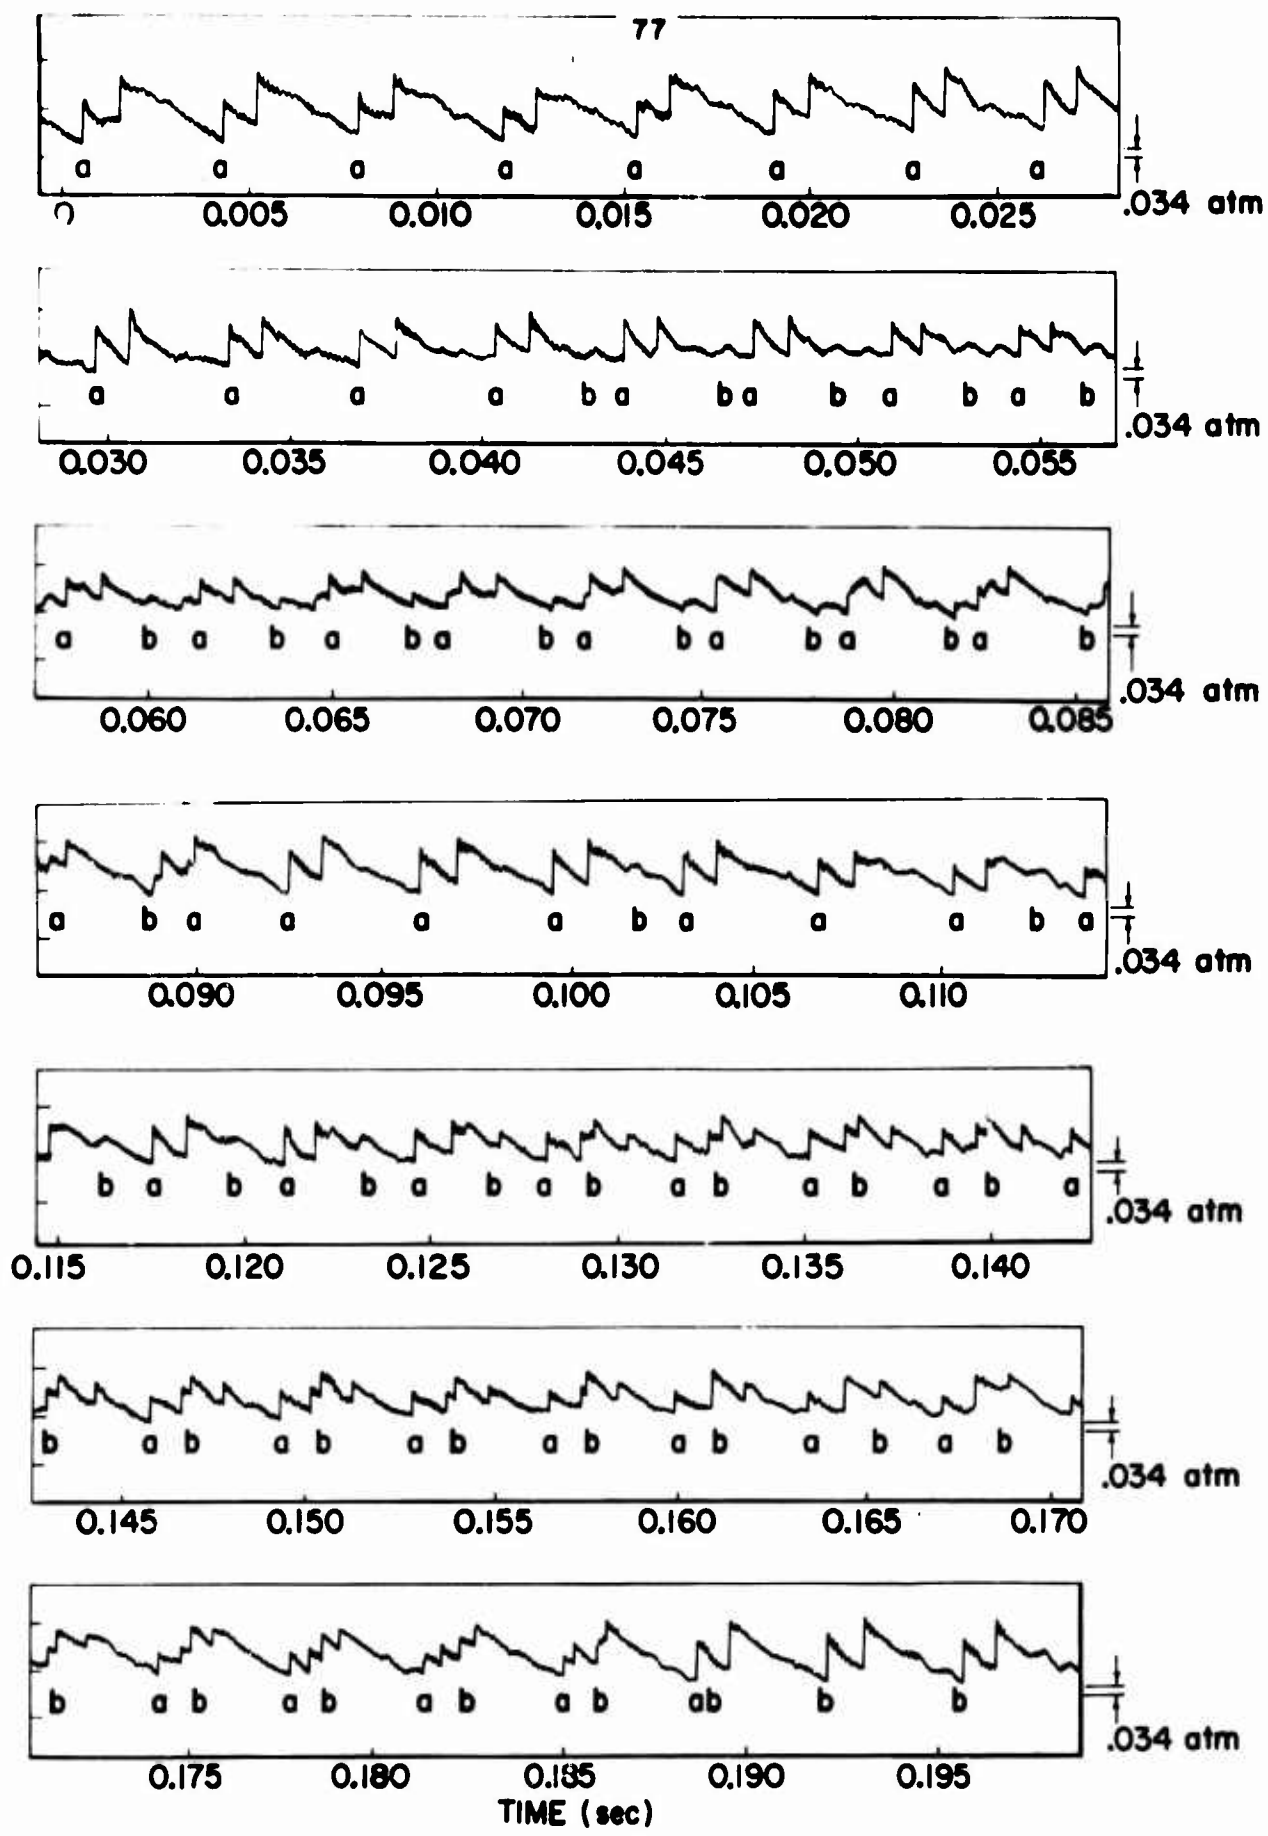 77
a a a a a a a a
0 0.005 0.010 0.015 0.020 0.025 .034 atm
a a a a b a b a b a b a b
.034 atm
0.030 0.035 0.040 0.045 0.050 0.055
a b a b a b a b a b a b a b a b
.034 atm
0.060 0.065 0.070 0.075 0.080 0.085
a b a a a a b a a a b a
.034 atm
0.090 0.095 0.100 0.105 0.110
b a b a b a b a b a b a b a b a
.034 atm
0.115 0.120 0.125 0.130 0.135 0.140
b a b a b a b a b a b a b a b
.034 atm
0.145 0.150 0.155 0.160 0.165 0.170
b a b a b a b a b a b b b
.034 atm
0.175 0.180 0.185 0.190 0.195
TIME (sec)